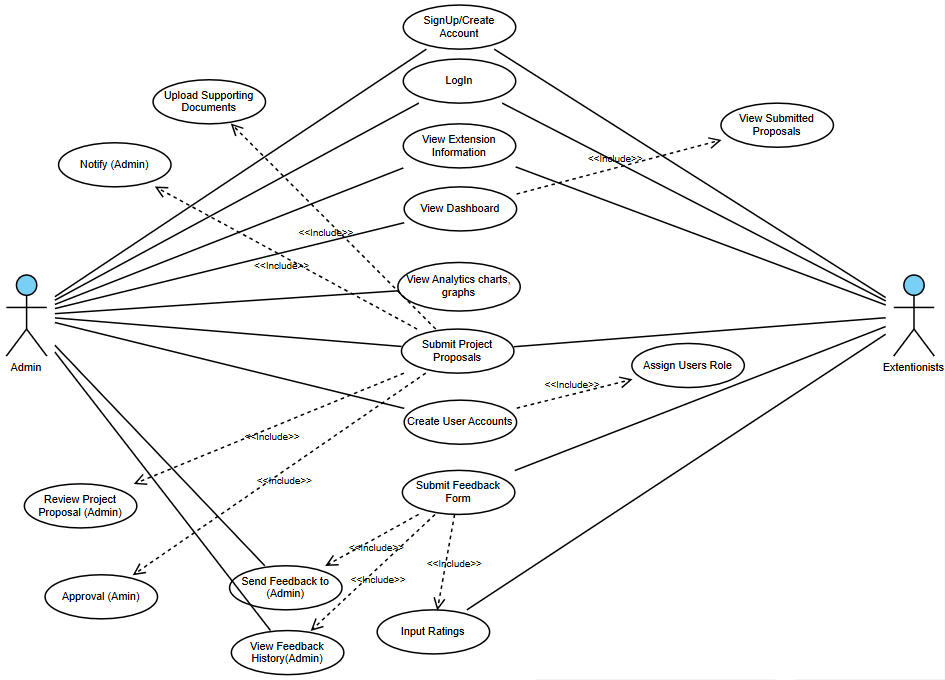 SignUp/Create
Account
LogIn
Upload Supporting
Documents
View Submitted
Proposals
View Extension
Information
<<Include>>
Notify (Admin)
View Dashboard
<<Include>>
<<Include>>
View Analytics charts,
graphs
Submit Project
Proposals
Admin
Extentionists
Assign Users Role
<<Include>>
Create User Accounts
<<Include>>
<<Include>>
Submit Feedback
Form
Review Project
Proposal (Admin)
<<Include>>
<<Include>>
<<Include>>
Send Feedback to
(Admin)
Approval (Amin)
Input Ratings
View Feedback
History(Admin)